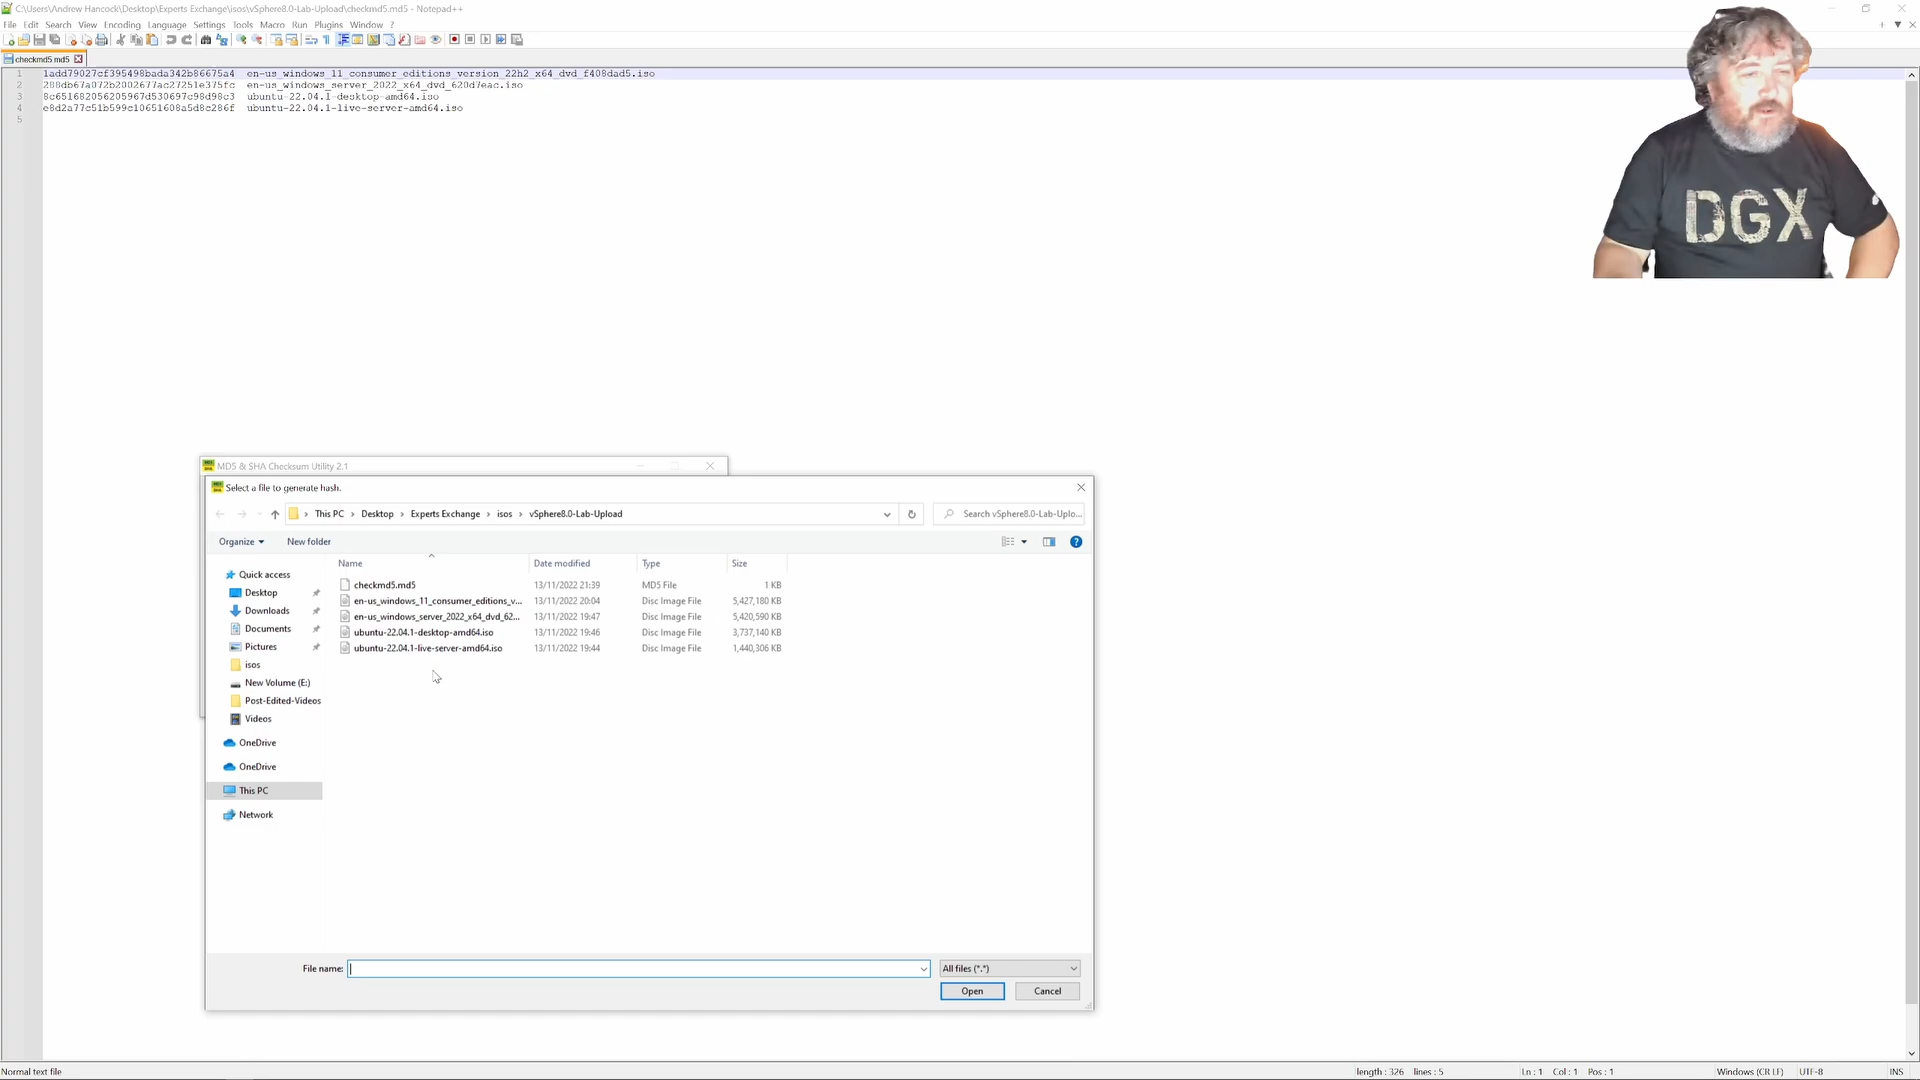 C:\Users\Andrew Hancock\Desktop\Experts Exchange\isos\vSphere8.0-Lab-Upload\checkmd5.md5 - Notepad++
File Edit Search View Encoding Language Settings Tools Macro Run Plugins Window ?
checkmd5.md5
1 1add79027cf395498bada342b86675a4 en-us_windows_11_consumer_editions_version_22h2_x64_dvd_f408dad5.iso
2 288db67a072b2002677ac27251e375fc en-us_windows_server_2022_x64_dvd_620d7eac.iso
3 8c651682056205967d530697c98d98c3 ubuntu-22.04.1-desktop-amd64.iso
4 e8d2a77c51b599c10651608a5d8c286f ubuntu-22.04.1-live-server-amd64.iso
5
DGX
MD5 & SHA Checksum Utility 2.1
Select a file to generate hash.
This PC > Desktop > Experts Exchange > isos > vSphere8.0-Lab-Upload
Search vSphere8.0-Lab-Uplo...
Organize New folder
Name Date modified Type Size
checkmd5.md5 13/11/2022 21:39 MD5 File 1 KB
en-us_windows_11_consumer_editions_v... 13/11/2022 20:04 Disc Image File 5,427,180 KB
en-us_windows_server_2022_x64_dvd_62... 13/11/2022 19:47 Disc Image File 5,420,590 KB
ubuntu-22.04.1-desktop-amd64.iso 13/11/2022 19:46 Disc Image File 3,737,140 KB
ubuntu-22.04.1-live-server-amd64.iso 13/11/2022 19:44 Disc Image File 1,440,306 KB
Quick access
Desktop
Downloads
Documents
Pictures
isos
New Volume (E:)
Post-Edited-Videos
Videos
OneDrive
OneDrive
This PC
Network
File name:
All files (*.*)
Open Cancel
Normal text file
length : 326 lines : 5
Ln : 1 Col : 1 Pos : 1
Windows (CR LF)
UTF-8
INS